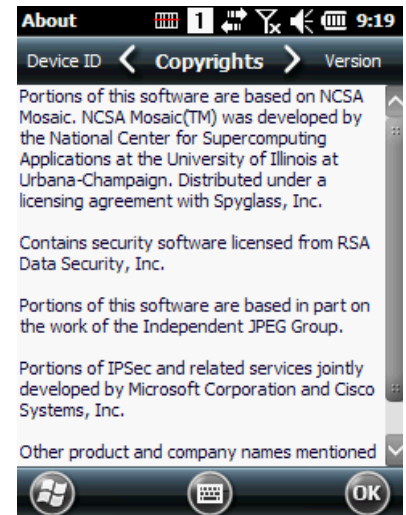 About 1 9:19
Device ID Copyrights Version
Portions of this software are based on NCSA
Mosaic. NCSA Mosaic(TM) was developed by
the National Center for Supercomputing
Applications at the University of Illinois at
Urbana-Champaign. Distributed under a
licensing agreement with Spyglass, Inc.
Contains security software licensed from RSA
Data Security, Inc.
Portions of this software are based in part on
the work of the Independent JPEG Group.
Portions of IPSec and related services jointly
developed by Microsoft Corporation and Cisco
Systems, Inc.
Other product and company names mentioned
OK